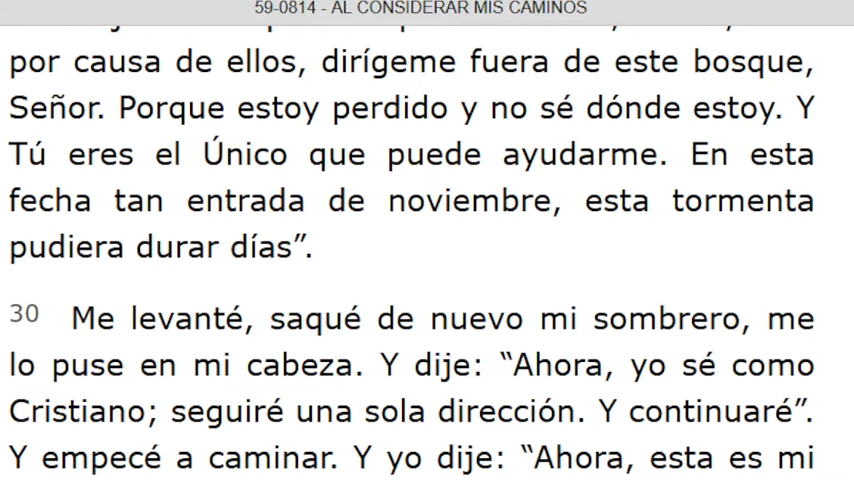 59-0814 - AL CONSIDERAR MIS CAMINOS
por causa de ellos, dirígeme fuera de este bosque,
Señor. Porque estoy perdido y no sé dónde estoy. Y
Tú eres el Único que puede ayudarme. En esta
fecha tan entrada de noviembre, esta tormenta
pudiera durar días”.
30 Me levanté, saqué de nuevo mi sombrero, me
lo puse en mi cabeza. Y dije: “Ahora, yo sé como
Cristiano; seguiré una sola dirección. Y continuaré”.
Y empecé a caminar. Y yo dije: “Ahora, esta es mi